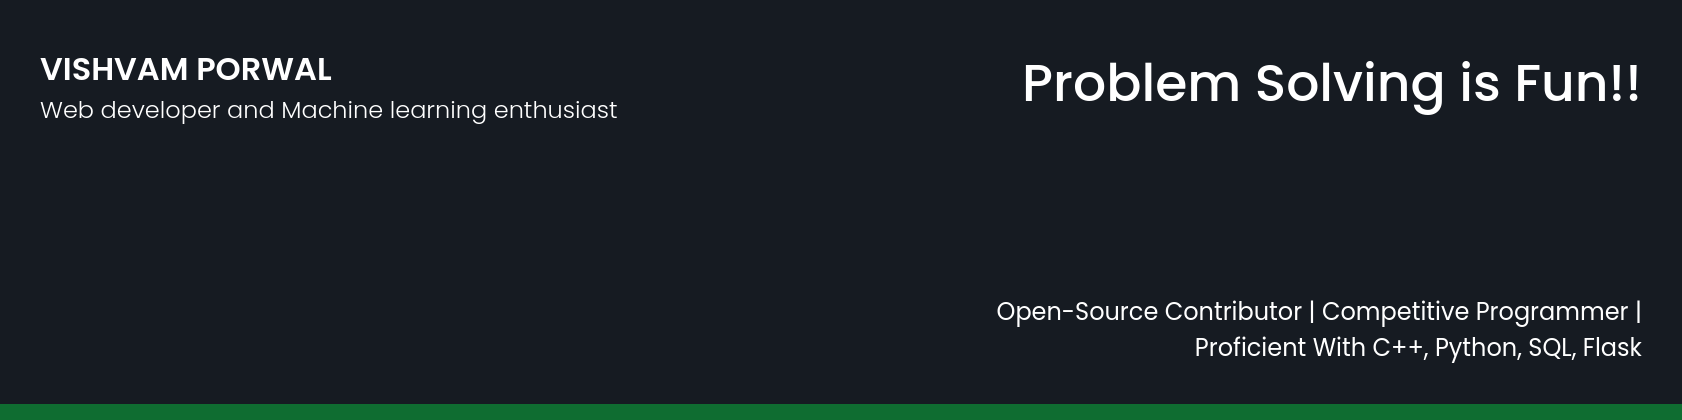 VISHVAM PORWAL
Web developer and Machine learning enthusiast
Problem Solving is Fun!!
Open-Source Contributor | Competitive Programmer |
Proficient With C++, Python, SQL, Flask